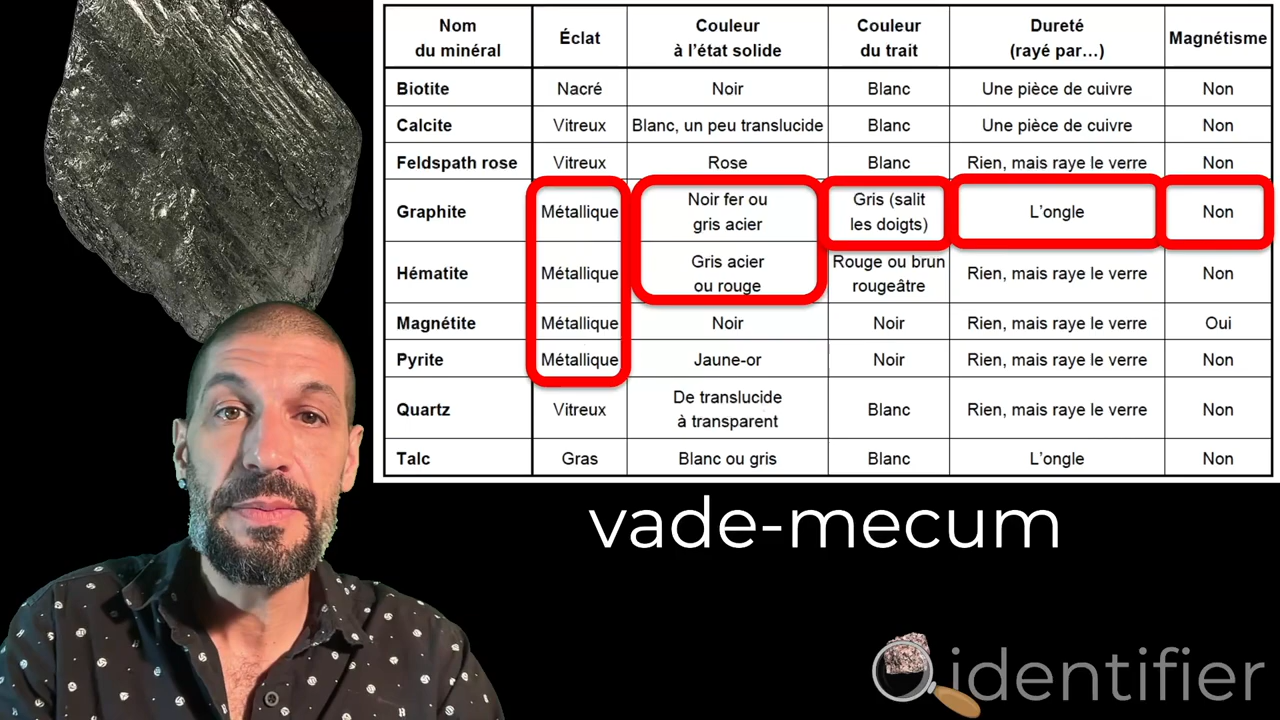 Nom
du minéral
Éclat
Couleur
à l'état solide
Couleur
du trait
Dureté
(rayé par…)
Magnétisme
Biotite
Nacré
Noir
Blanc
Une pièce de cuivre
Non
Calcite
Vitreux
Blanc, un peu translucide
Blanc
Une pièce de cuivre
Non
Feldspath rose
Vitreux
Rose
Blanc
Rien, mais raye le verre
Non
Graphite
Métallique
Noir fer ou
gris acier
Gris (salit
les doigts)
L'ongle
Non
Hématite
Métallique
Gris acier
ou rouge
Rouge ou brun
rougeâtre
Rien, mais raye le verre
Non
Magnétite
Métallique
Noir
Noir
Rien, mais raye le verre
Oui
Pyrite
Métallique
Jaune-or
Noir
Rien, mais raye le verre
Non
Quartz
Vitreux
De translucide
à transparent
Blanc
Rien, mais raye le verre
Non
Talc
Gras
Blanc ou gris
Blanc
L'ongle
Non
vade-mecum
identifier